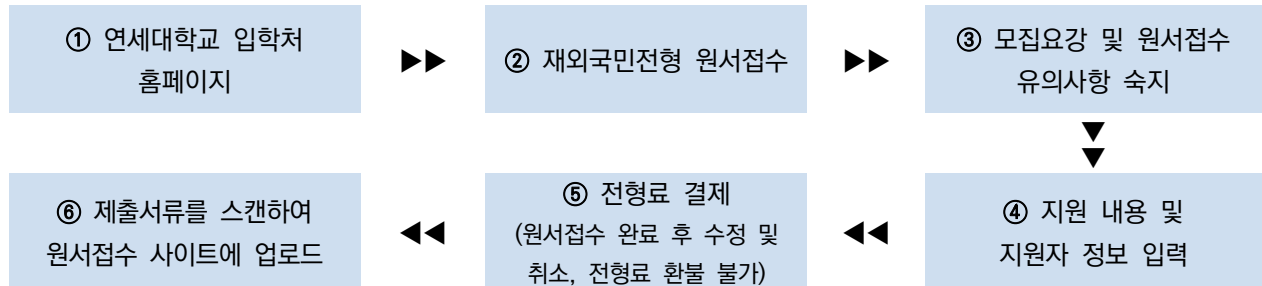 ① 연세대학교 입학처
홈페이지
▶▶
② 재외국민전형 원서접수
▶▶
③ 모집요강 및 원서접수
유의사항 숙지
▼
▼
④ 지원 내용 및
지원자 정보 입력
◀◀
⑤ 전형료 결제
(원서접수 완료 후 수정 및
취소, 전형료 환불 불가)
◀◀
⑥ 제출서류를 스캔하여
원서접수 사이트에 업로드